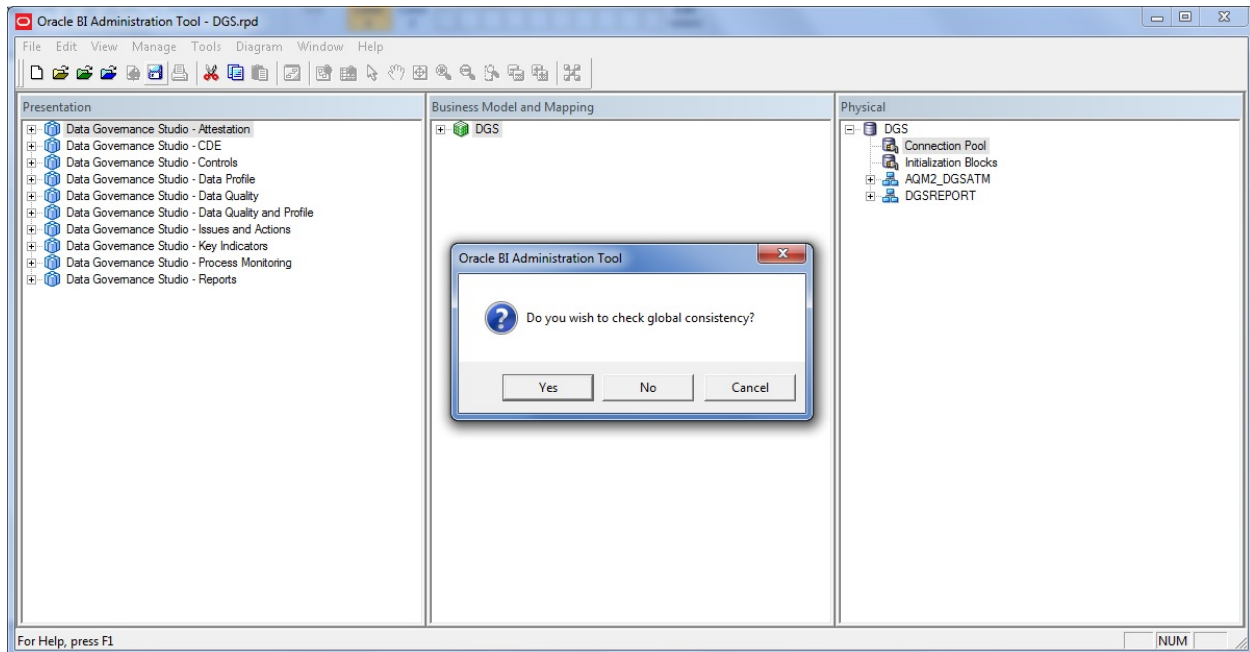 Oracle BI Administration Tool - DGS.rpd
File Edit View Manage Tools Diagram Window Help
Presentation
Data Governance Studio - Attestation
Data Governance Studio - CDE
Data Governance Studio - Controls
Data Governance Studio - Data Profile
Data Governance Studio - Data Quality
Data Governance Studio - Data Quality and Profile
Data Governance Studio - Issues and Actions
Data Governance Studio - Key Indicators
Data Governance Studio - Process Monitoring
Data Governance Studio - Reports
Business Model and Mapping
DGS
Physical
DGS
Connection Pool
Initialization Blocks
AQM2_DGSATM
DGSREPORT
Oracle BI Administration Tool
Do you wish to check global consistency?
Yes No Cancel
For Help, press F1
NUM